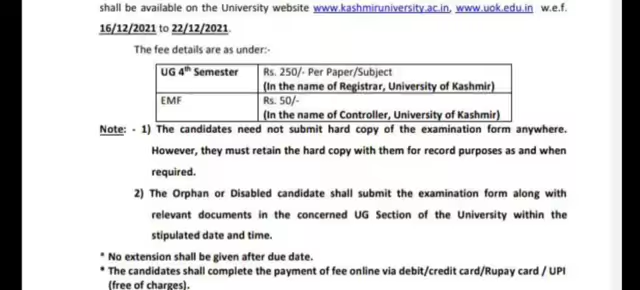 shall be available on the University website www.kashmiruniversity.ac.in, www.uok.edu.in w.e.f.
16/12/2021 to 22/12/2021.
The fee details are as under:-
UG 4th Semester Rs. 250/- Per Paper/Subject
(In the name of Registrar, University of Kashmir)
EMF Rs. 50/-
(In the name of Controller, University of Kashmir)
Note: - 1) The candidates need not submit hard copy of the examination form anywhere.
However, they must retain the hard copy with them for record purposes as and when
required.
2) The Orphan or Disabled candidate shall submit the examination form along with
relevant documents in the concerned UG Section of the University within the
stipulated date and time.
* No extension shall be given after due date.
* The candidates shall complete the payment of fee online via debit/credit card/Rupay card / UPI
(free of charges).